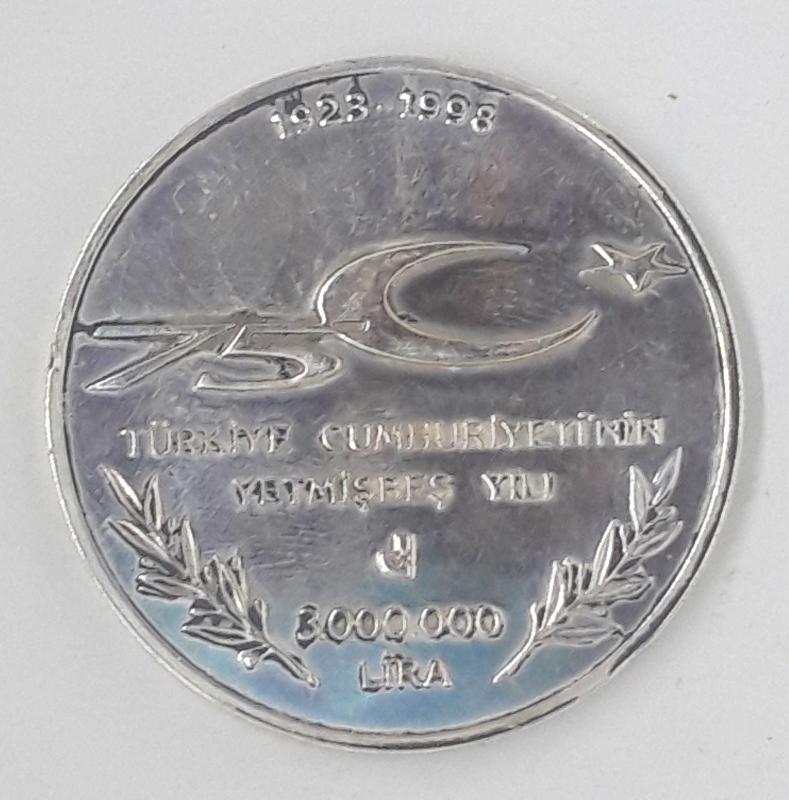 1923 · 1998
75
TÜRKİYE CUMHURİYETİ'NİN
YETMİŞBEŞ YILI
3.000.000
LİRA